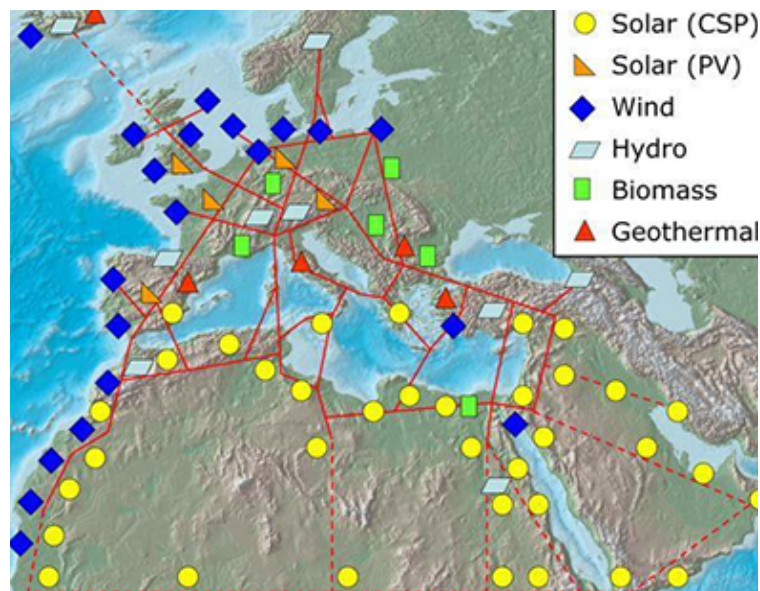 Solar (CSP)
Solar (PV)
Wind
Hydro
Biomass
Geothermal